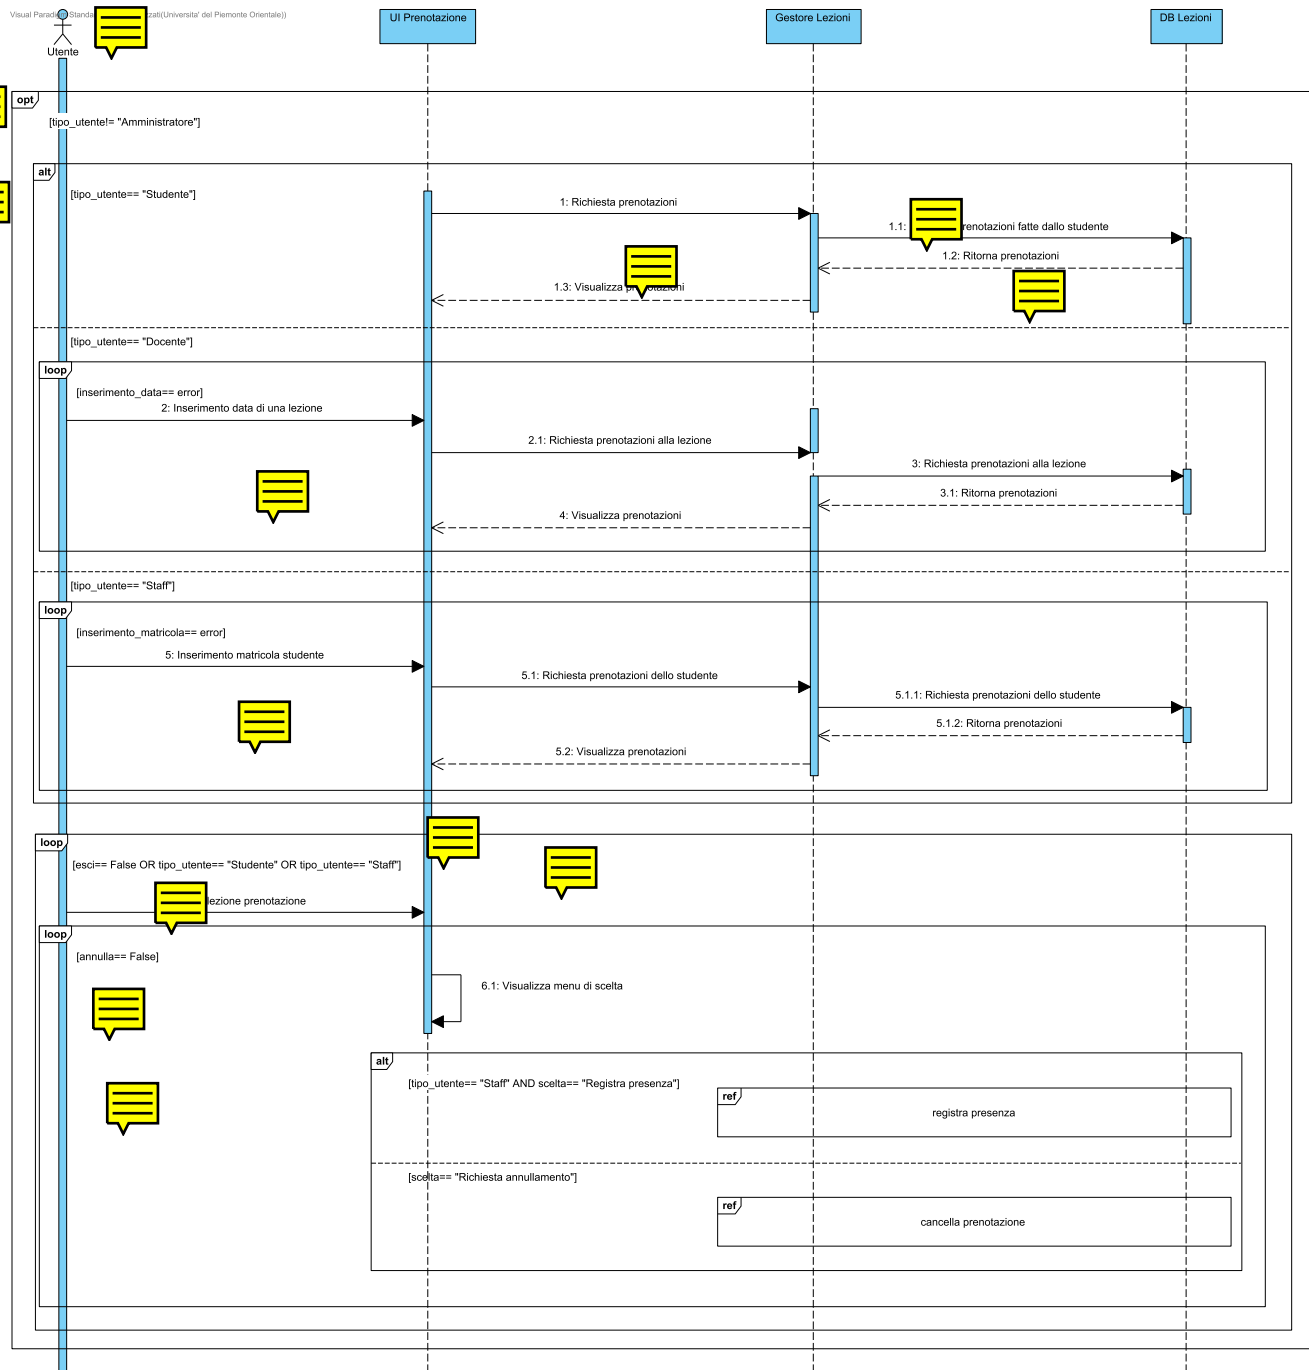 Visual Paradigm Standa zzati(Universita' del Piemonte Orientale))
Utente
UI Prenotazione
Gestore Lezioni
DB Lezioni
opt
[tipo_utente!= "Amministratore"]
alt
[tipo_utente== "Studente"]
1: Richiesta prenotazioni
1.1: renotazioni fatte dallo studente
1.2: Ritorna prenotazioni
1.3: Visualizza prenotazioni
[tipo_utente== "Docente"]
loop
[inserimento_data== error]
2: Inserimento data di una lezione
2.1: Richiesta prenotazioni alla lezione
3: Richiesta prenotazioni alla lezione
3.1: Ritorna prenotazioni
4: Visualizza prenotazioni
[tipo_utente== "Staff"]
loop
[inserimento_matricola== error]
5: Inserimento matricola studente
5.1: Richiesta prenotazioni dello studente
5.1.1: Richiesta prenotazioni dello studente
5.1.2: Ritorna prenotazioni
5.2: Visualizza prenotazioni
loop
[esci== False OR tipo_utente== "Studente" OR tipo_utente== "Staff"]
lezione prenotazione
loop
[annulla== False]
6.1: Visualizza menu di scelta
alt
[tipo_utente== "Staff" AND scelta== "Registra presenza"]
ref
registra presenza
[scelta== "Richiesta annullamento"]
ref
cancella prenotazione